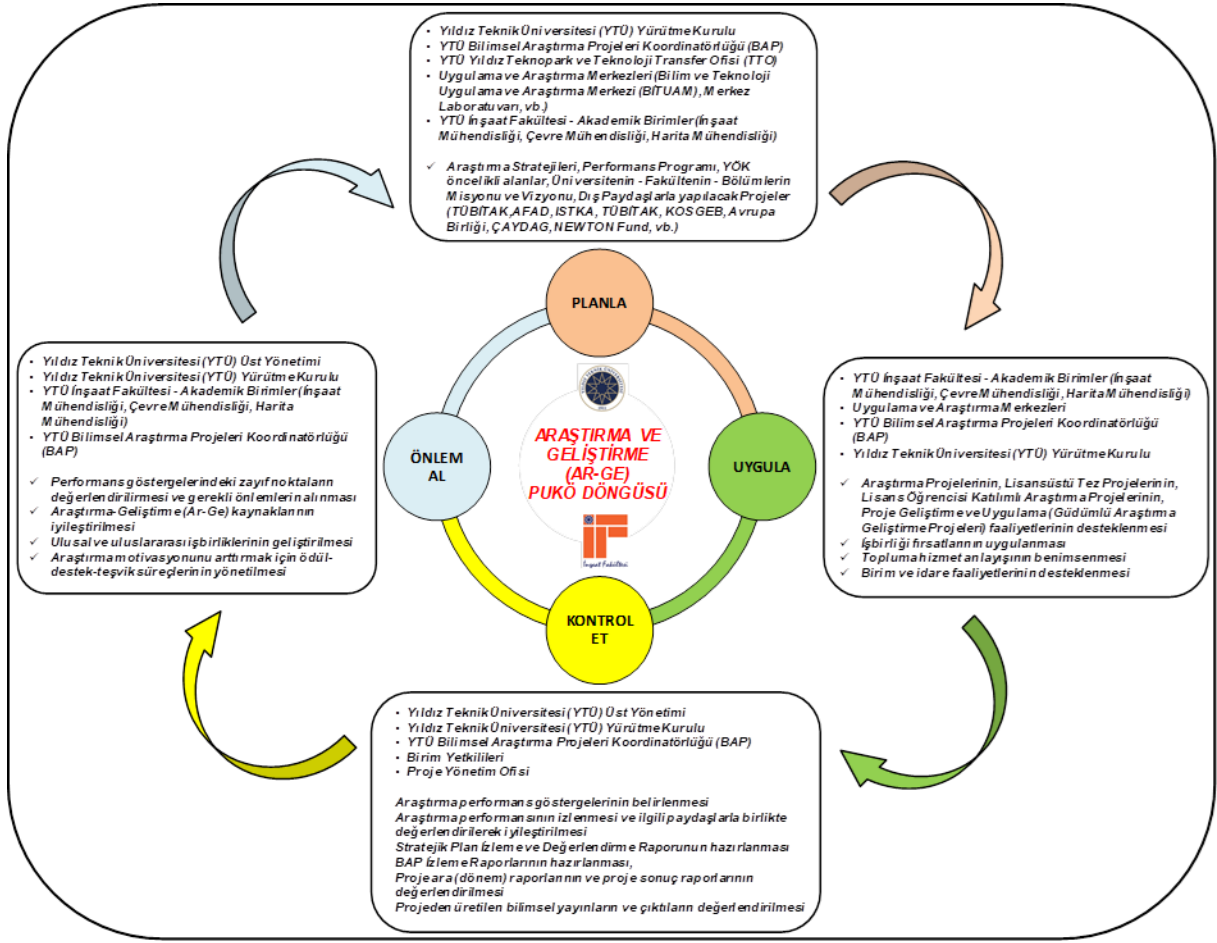 • Yıldız Teknik Üniversitesi (YTÜ) Yürütme Kurulu
• YTÜ Bilimsel Araştırma Projeleri Koordinatörlüğü (BAP)
• YTÜ Yıldız Teknopark ve Teknoloji Transfer Ofisi (TTO)
• Uygulama ve Araştırma Merkezleri (Bilim ve Teknoloji
Uygulama ve Araştırma Merkezi (BİTUAM), Merkez
Laboratuvarı, vb.)
• YTÜ İnşaat Fakültesi - Akademik Birimler (İnşaat
Mühendisliği, Çevre Mühendisliği, Harita Mühendisliği)
✓ Araştırma Stratejileri, Performans Programı, YÖK
öncelikli alanlar, Üniversitenin - Fakültenin - Bölümlerin
Misyonu ve Vizyonu, Dış Paydaşlarla yapılacak Projeler
(TÜBİTAK, AFAD, ISTKA, TÜBİTAK, KOSGEB, Avrupa
Birliği, ÇAYDAG, NEWTON Fund, vb.)
PLANLA
• Yıldız Teknik Üniversitesi (YTÜ) Üst Yönetimi
• Yıldız Teknik Üniversitesi (YTÜ) Yürütme Kurulu
• YTÜ İnşaat Fakültesi - Akademik Birimler (İnşaat
Mühendisliği, Çevre Mühendisliği, Harita
Mühendisliği)
• YTÜ Bilimsel Araştırma Projeleri Koordinatörlüğü
(BAP)
✓ Performans göstergelerindeki zayıf noktaların
değerlendirilirmesi ve gerekli önlemlerin alınması
✓ Araştırma-Geliştirme (Ar-Ge) kaynaklarının
iyileştirilmesi
✓ Ulusal ve uluslararası işbirliklerinin geliştirilmesi
✓ Araştırma motivasyonunu arttırmak için ödül-
destek-teşvik süreçlerinin yönetilmesi
ÖNLEM
AL
ARAŞTIRMA VE
GELİŞTİRME
(AR-GE)
PUKÖ DÖNGÜSÜ
İnşaat Fakültesi
UYGULA
• YTÜ İnşaat Fakültesi - Akademik Birimler (İnşaat
Mühendisliği, Çevre Mühendisliği, Harita Mühendisliği)
• Uygulama ve Araştırma Merkezleri
• YTÜ Bilimsel Araştırma Projeleri Koordinatörlüğü
(BAP)
• Yıldız Teknik Üniversitesi (YTÜ) Yürütme Kurulu
✓ Araştırma Projelerinin, Lisansüstü Tez Projelerinin,
Lisans Öğrencisi Katılımlı Araştırma Projelerinin,
Proje Geliştirme ve Uygulama (Güdümlü Araştırma
Geliştirme Projeleri) faaliyetlerinin desteklenmesi
✓ İşbirliği fırsatlarının uygulanması
✓ Topluma hizmet anlayışının benimsenmesi
✓ Birim ve idare faaliyetlerinin desteklenmesi
KONTROL
ET
• Yıldız Teknik Üniversitesi (YTÜ) Üst Yönetimi
• Yıldız Teknik Üniversitesi (YTÜ) Yürütme Kurulu
• YTÜ Bilimsel Araştırma Projeleri Koordinatörlüğü (BAP)
• Birim Yetkilileri
• Proje Yönetim Ofisi
Araştırma performans göstergelerinin belirlenmesi
Araştırma performansının izlenmesi ve ilgili paydaşlarla birlikte
değerlendirilerek iyileştirilmesi
Stratejik Plan İzleme ve Değerlendirme Raporunun hazırlanması
BAP İzleme Raporlarının hazırlanması,
Proje ara (dönem) raporlarının ve proje sonuç raporlarının
değerlendirilmesi
Projeden üretilen bilimsel yayınların ve çıktıların değerlendirilmesi